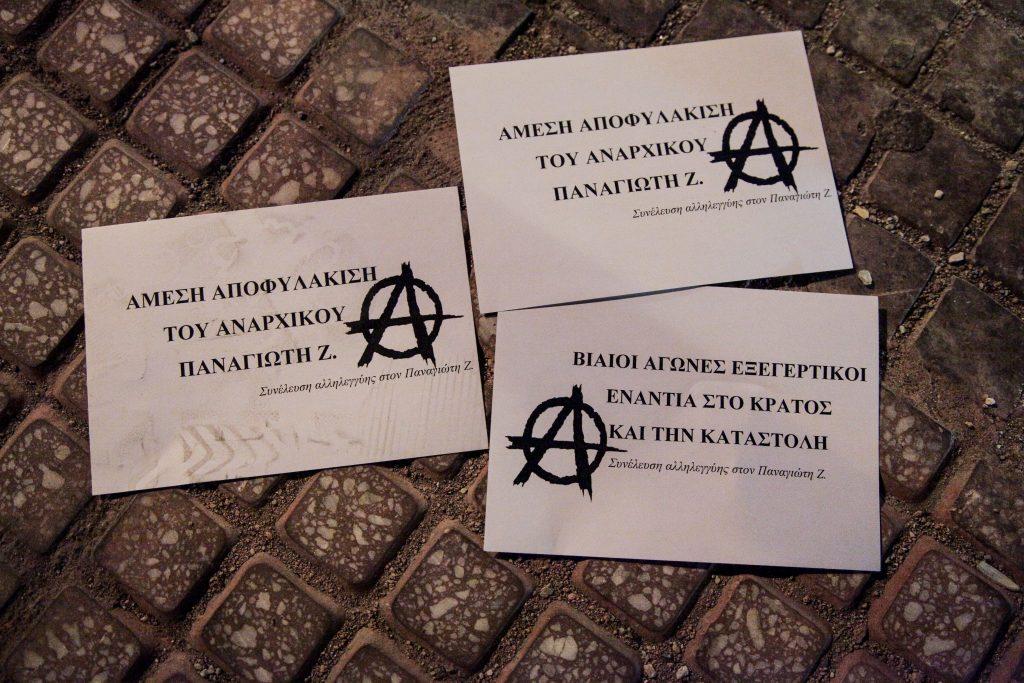 ΑΜΕΣΗ ΑΠΟΦΥΛΑΚΙΣΗ
ΤΟΥ ΑΝΑΡΧΙΚΟΥ
ΠΑΝΑΓΙΩΤΗ Ζ.
Συνέλευση αλληλεγγύης στον Παναγιώτη Ζ.
ΑΜΕΣΗ ΑΠΟΦΥΛΑΚΙΣΗ
ΤΟΥ ΑΝΑΡΧΙΚΟΥ
ΠΑΝΑΓΙΩΤΗ Ζ.
Συνέλευση αλληλεγγύης στον Παναγιώτη Ζ.
ΒΙΑΙΟΙ ΑΓΩΝΕΣ ΕΞΕΓΕΡΤΙΚΟΙ
ΕΝΑΝΤΙΑ ΣΤΟ ΚΡΑΤΟΣ
ΚΑΙ ΤΗΝ ΚΑΤΑΣΤΟΛΗ
Συνέλευση αλληλεγγύης στον Παναγιώτη Ζ.